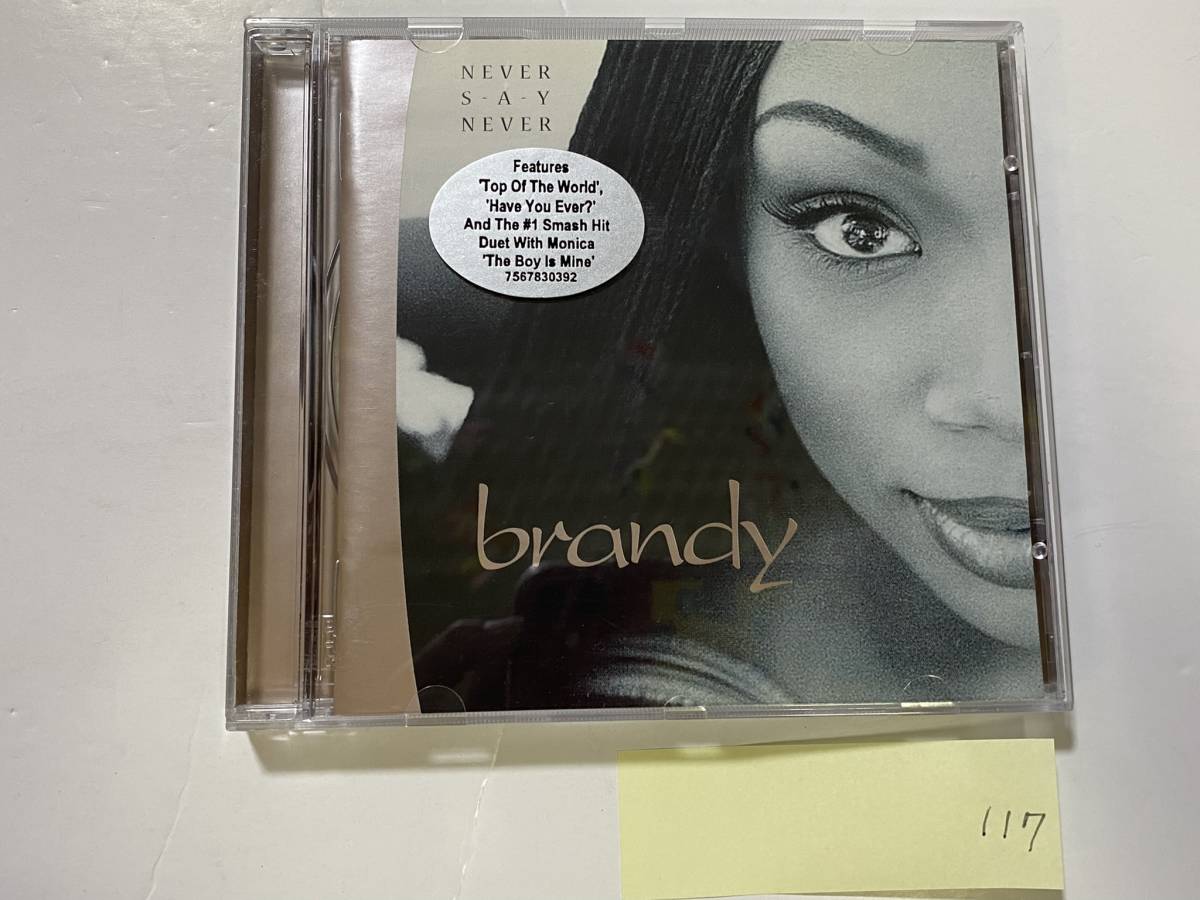 NEVER
S-A-Y
NEVER
Features
'Top Of The World',
'Have You Ever?'
And The #1 Smash Hit
Duet With Monica
'The Boy Is Mine'
7567830392
brandy
117